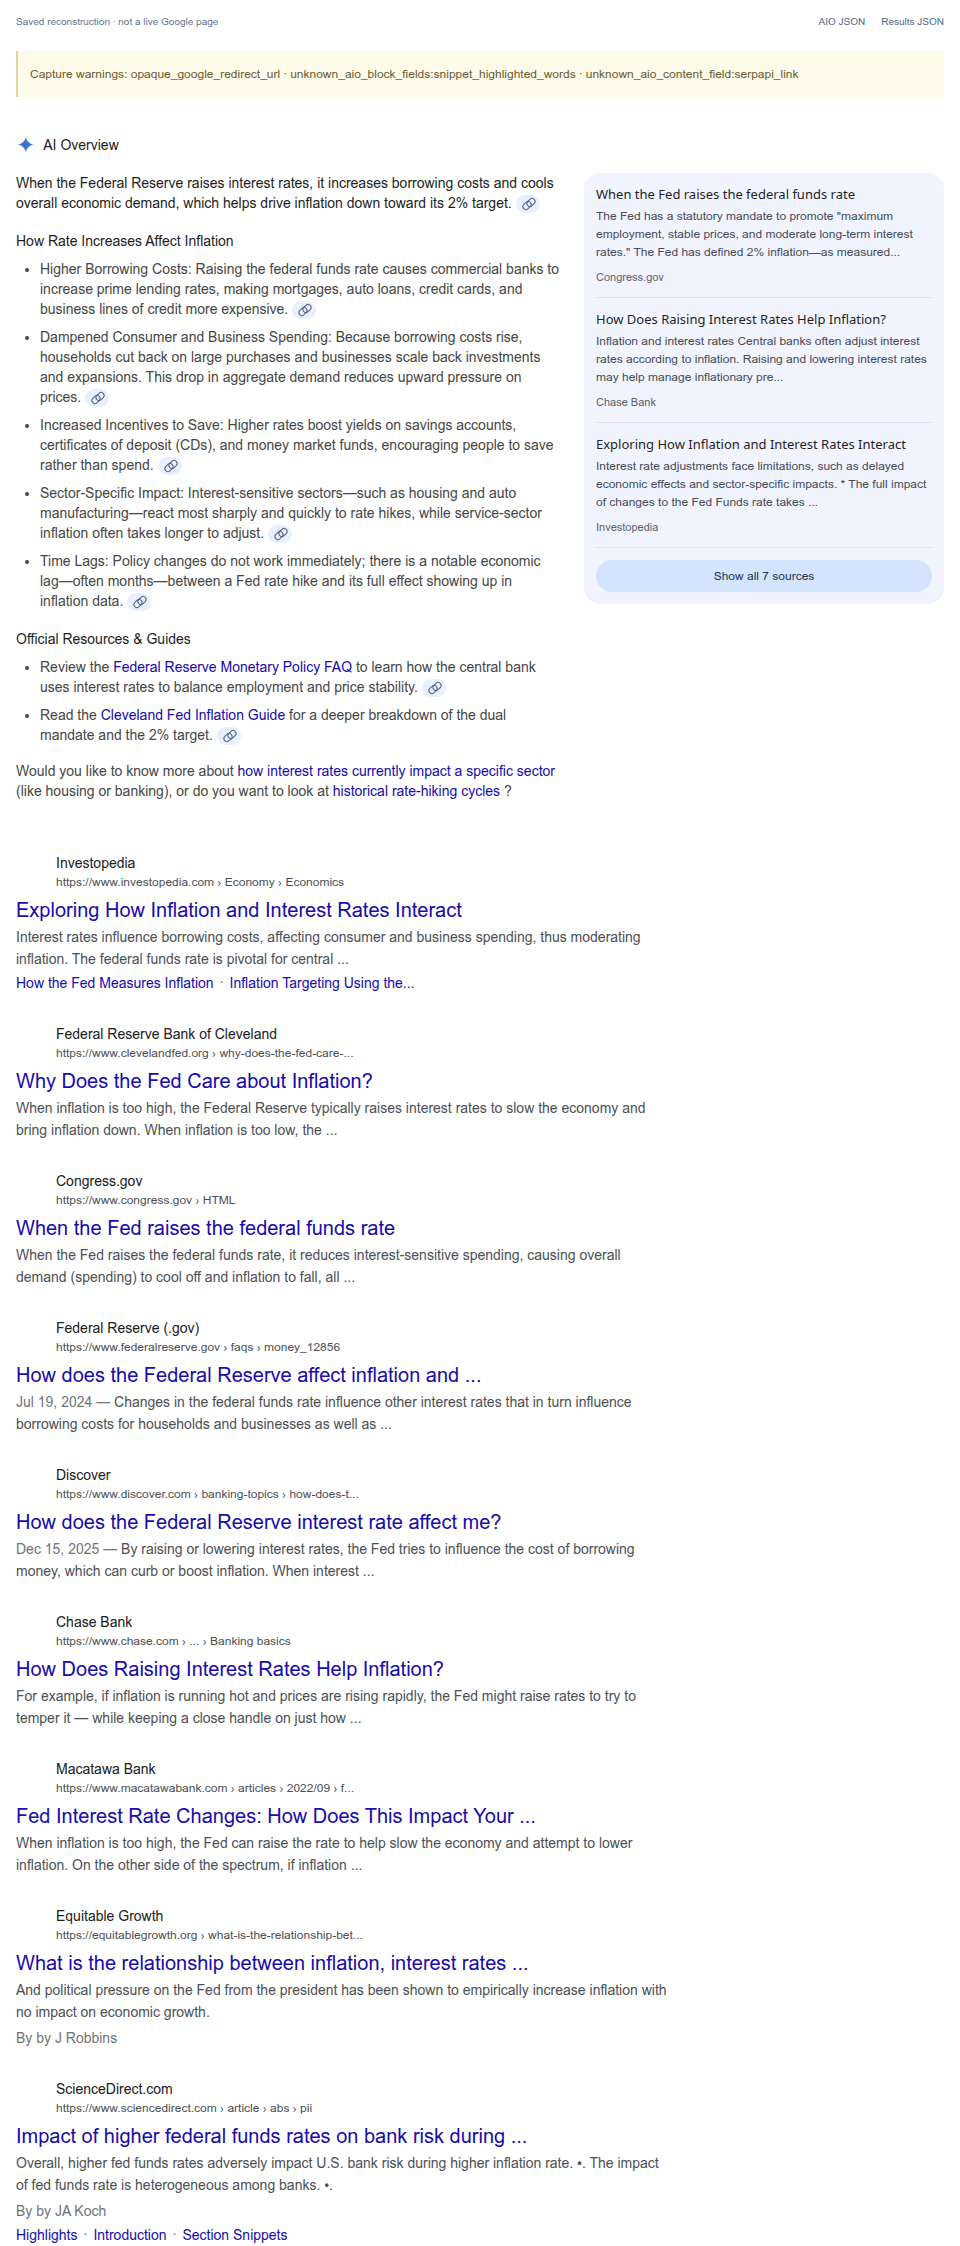 Saved reconstruction · not a live Google page
AIO JSON Results JSON
Capture warnings: opaque_google_redirect_url · unknown_aio_block_fields:snippet_highlighted_words · unknown_aio_content_field:serpapi_link
AI Overview
When the Federal Reserve raises interest rates, it increases borrowing costs and cools
overall economic demand, which helps drive inflation down toward its 2% target.
How Rate Increases Affect Inflation
• Higher Borrowing Costs: Raising the federal funds rate causes commercial banks to
increase prime lending rates, making mortgages, auto loans, credit cards, and
business lines of credit more expensive.
• Dampened Consumer and Business Spending: Because borrowing costs rise,
households cut back on large purchases and businesses scale back investments
and expansions. This drop in aggregate demand reduces upward pressure on
prices.
• Increased Incentives to Save: Higher rates boost yields on savings accounts,
certificates of deposit (CDs), and money market funds, encouraging people to save
rather than spend.
• Sector-Specific Impact: Interest-sensitive sectors—such as housing and auto
manufacturing—react most sharply and quickly to rate hikes, while service-sector
inflation often takes longer to adjust.
• Time Lags: Policy changes do not work immediately; there is a notable economic
lag—often months—between a Fed rate hike and its full effect showing up in
inflation data.
Official Resources & Guides
• Review the Federal Reserve Monetary Policy FAQ to learn how the central bank
uses interest rates to balance employment and price stability.
• Read the Cleveland Fed Inflation Guide for a deeper breakdown of the dual
mandate and the 2% target.
Would you like to know more about how interest rates currently impact a specific sector
(like housing or banking), or do you want to look at historical rate-hiking cycles ?
When the Fed raises the federal funds rate
The Fed has a statutory mandate to promote "maximum
employment, stable prices, and moderate long-term interest
rates." The Fed has defined 2% inflation—as measured...
Congress.gov
How Does Raising Interest Rates Help Inflation?
Inflation and interest rates Central banks often adjust interest
rates according to inflation. Raising and lowering interest rates
may help manage inflationary pre...
Chase Bank
Exploring How Inflation and Interest Rates Interact
Interest rate adjustments face limitations, such as delayed
economic effects and sector-specific impacts. * The full impact
of changes to the Fed Funds rate takes ...
Investopedia
Show all 7 sources
Investopedia
https://www.investopedia.com › Economy › Economics
Exploring How Inflation and Interest Rates Interact
Interest rates influence borrowing costs, affecting consumer and business spending, thus moderating
inflation. The federal funds rate is pivotal for central ...
How the Fed Measures Inflation · Inflation Targeting Using the...
Federal Reserve Bank of Cleveland
https://www.clevelandfed.org › why-does-the-fed-care-...
Why Does the Fed Care about Inflation?
When inflation is too high, the Federal Reserve typically raises interest rates to slow the economy and
bring inflation down. When inflation is too low, the ...
Congress.gov
https://www.congress.gov › HTML
When the Fed raises the federal funds rate
When the Fed raises the federal funds rate, it reduces interest-sensitive spending, causing overall
demand (spending) to cool off and inflation to fall, all ...
Federal Reserve (.gov)
https://www.federalreserve.gov › faqs › money_12856
How does the Federal Reserve affect inflation and ...
Jul 19, 2024 — Changes in the federal funds rate influence other interest rates that in turn influence
borrowing costs for households and businesses as well as ...
Discover
https://www.discover.com › banking-topics › how-does-t...
How does the Federal Reserve interest rate affect me?
Dec 15, 2025 — By raising or lowering interest rates, the Fed tries to influence the cost of borrowing
money, which can curb or boost inflation. When interest ...
Chase Bank
https://www.chase.com › ... › Banking basics
How Does Raising Interest Rates Help Inflation?
For example, if inflation is running hot and prices are rising rapidly, the Fed might raise rates to try to
temper it — while keeping a close handle on just how ...
Macatawa Bank
https://www.macatawabank.com › articles › 2022/09 › f...
Fed Interest Rate Changes: How Does This Impact Your ...
When inflation is too high, the Fed can raise the rate to help slow the economy and attempt to lower
inflation. On the other side of the spectrum, if inflation ...
Equitable Growth
https://equitablegrowth.org › what-is-the-relationship-bet...
What is the relationship between inflation, interest rates ...
And political pressure on the Fed from the president has been shown to empirically increase inflation with
no impact on economic growth.
By by J Robbins
ScienceDirect.com
https://www.sciencedirect.com › article › abs › pii
Impact of higher federal funds rates on bank risk during ...
Overall, higher fed funds rates adversely impact U.S. bank risk during higher inflation rate. •. The impact
of fed funds rate is heterogeneous among banks. •.
By by JA Koch
Highlights · Introduction · Section Snippets